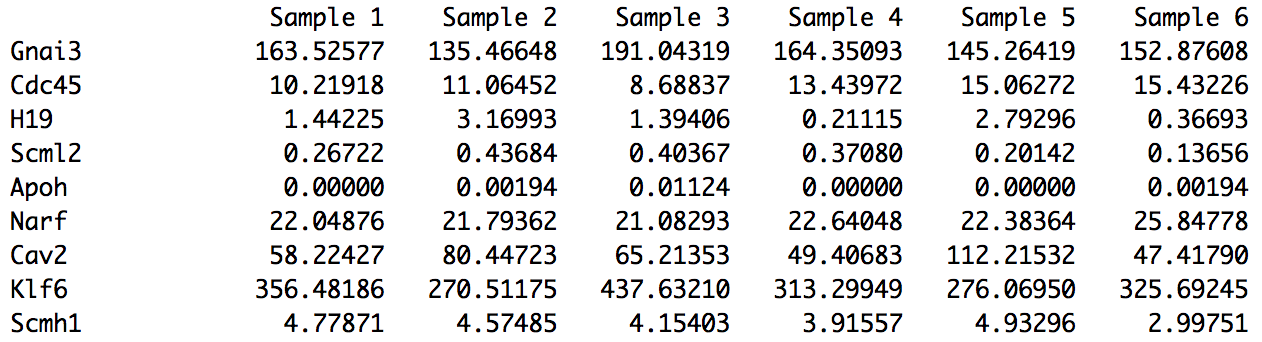 Sample 1 Sample 2 Sample 3 Sample 4 Sample 5 Sample 6
Gnai3 163.52577 135.46648 191.04319 164.35093 145.26419 152.87608
Cdc45 10.21918 11.06452 8.68837 13.43972 15.06272 15.43226
H19 1.44225 3.16993 1.39406 0.21115 2.79296 0.36693
Scml2 0.26722 0.43684 0.40367 0.37080 0.20142 0.13656
Apoh 0.00000 0.00194 0.01124 0.00000 0.00000 0.00194
Narf 22.04876 21.79362 21.08293 22.64048 22.38364 25.84778
Cav2 58.22427 80.44723 65.21353 49.40683 112.21532 47.41790
Klf6 356.48186 270.51175 437.63210 313.29949 276.06950 325.69245
Scmh1 4.77871 4.57485 4.15403 3.91557 4.93296 2.99751